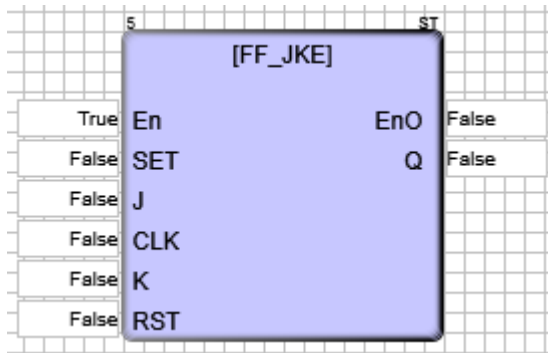 5 ST
[FF_JKE]
True En EnO False
False SET Q False
False J
False CLK
False K
False RST